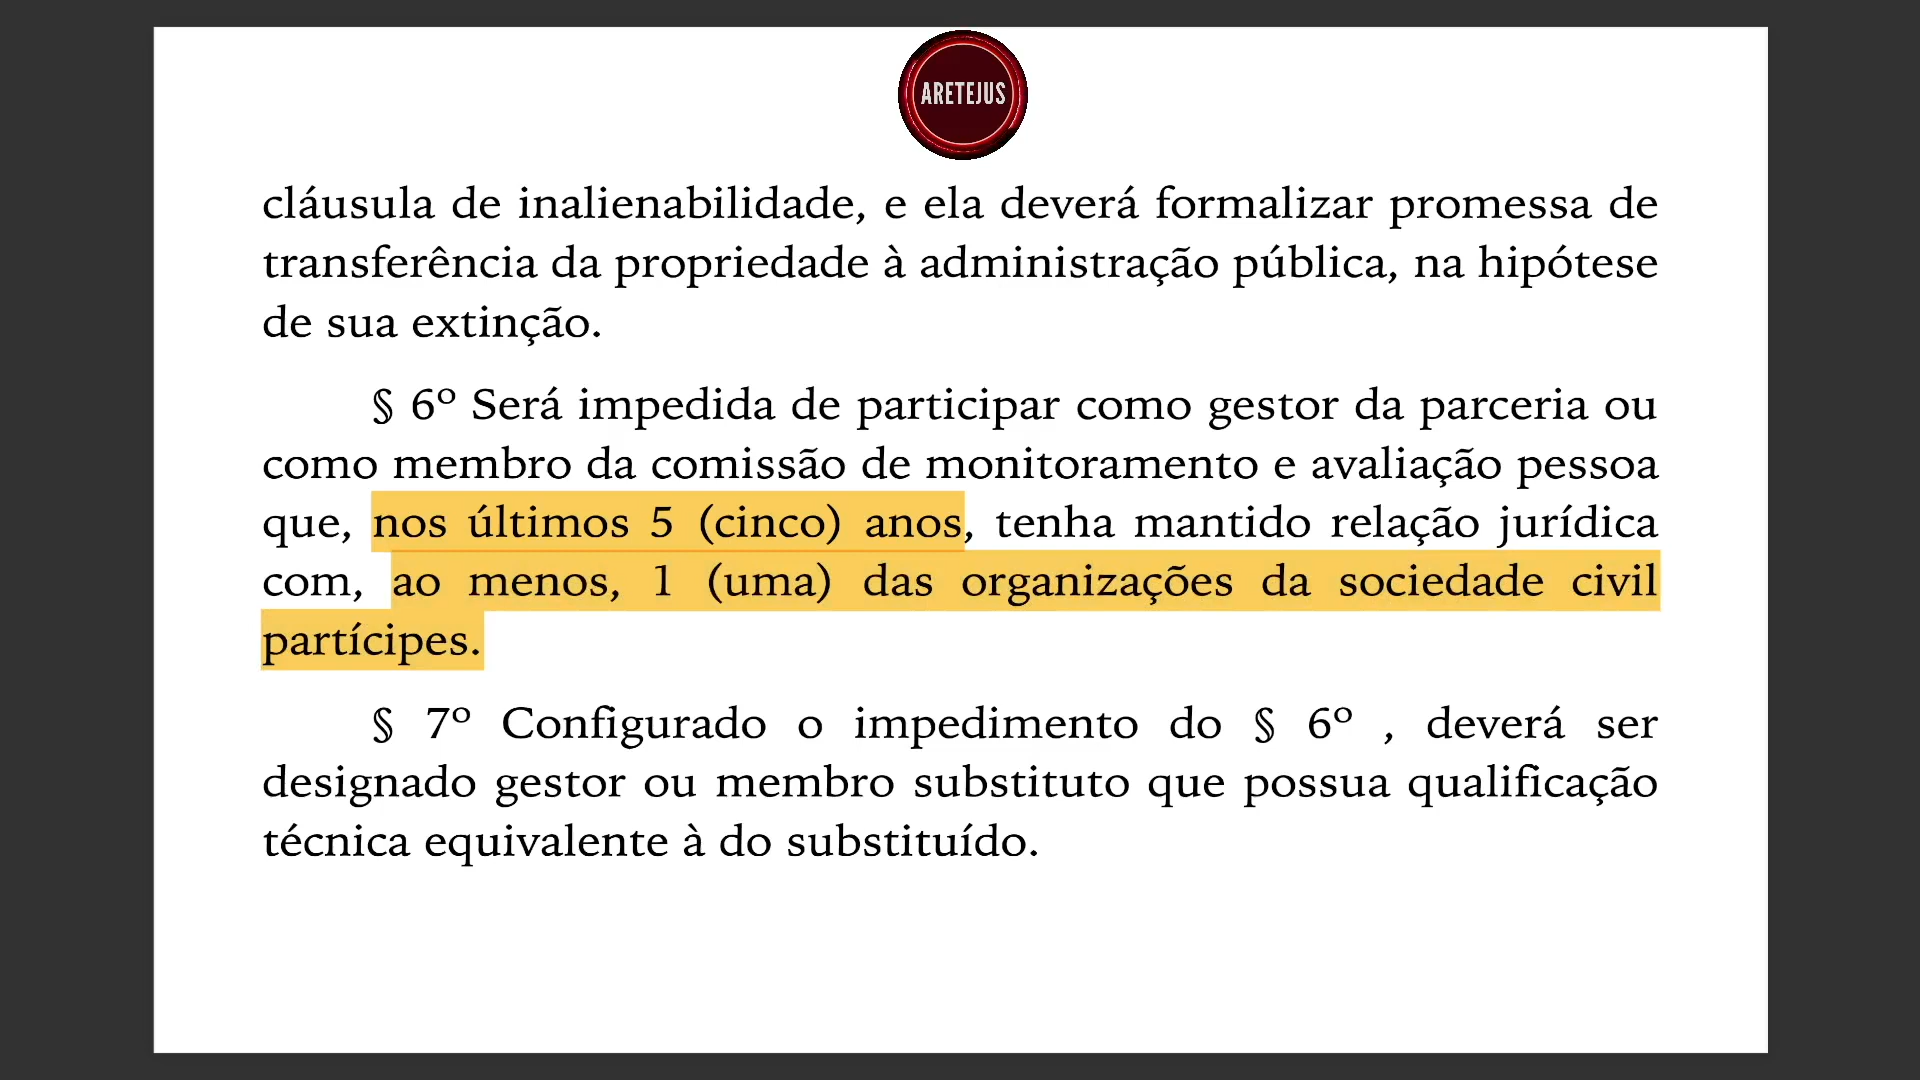 ARETEJUS
cláusula de inalienabilidade, e ela deverá formalizar promessa de
transferência da propriedade à administração pública, na hipótese
de sua extinção.
§ 6º Será impedida de participar como gestor da parceria ou
como membro da comissão de monitoramento e avaliação pessoa
que, nos últimos 5 (cinco) anos, tenha mantido relação jurídica
com, ao menos, 1 (uma) das organizações da sociedade civil
partícipes.
§ 7º Configurado o impedimento do § 6º , deverá ser
designado gestor ou membro substituto que possua qualificação
técnica equivalente à do substituído.